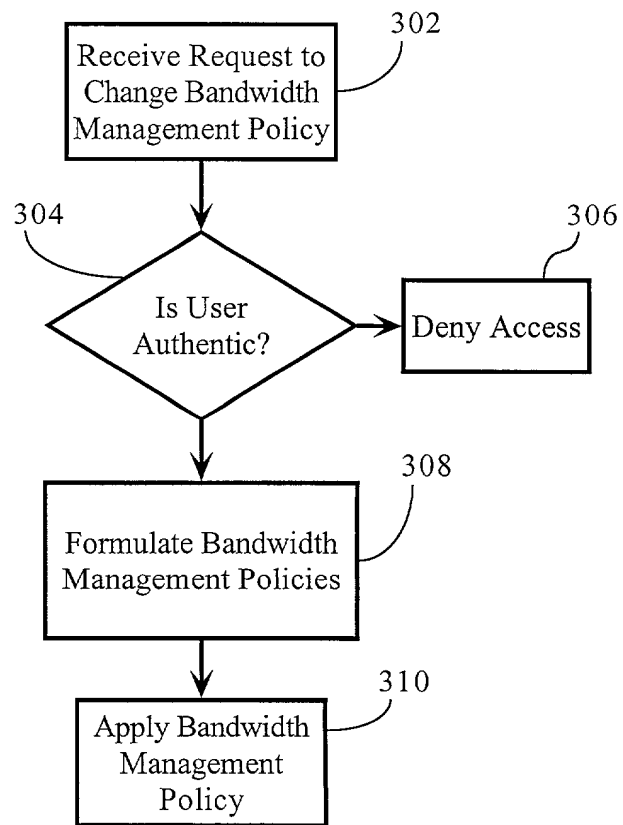 302
Receive Request to
Change Bandwidth
Management Policy
304
Is User
Authentic?
306
Deny Access
308
Formulate Bandwidth
Management Policies
310
Apply Bandwidth
Management
Policy